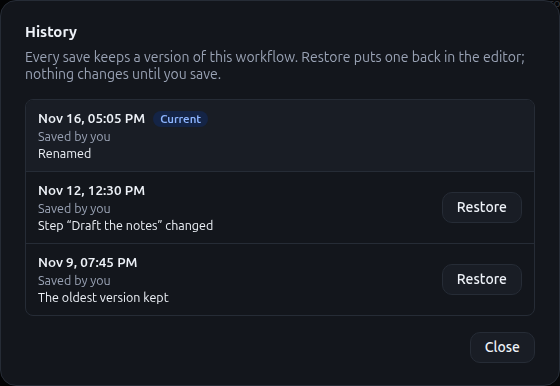 History
Every save keeps a version of this workflow. Restore puts one back in the editor;
nothing changes until you save.
Nov 16, 05:05 PM Current
Saved by you
Renamed
Nov 12, 12:30 PM
Saved by you
Step “Draft the notes” changed
Restore
Nov 9, 07:45 PM
Saved by you
The oldest version kept
Restore
Close